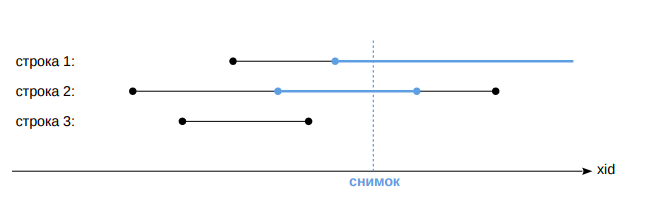 строка 1:
строка 2:
строка 3:
xid
снимок